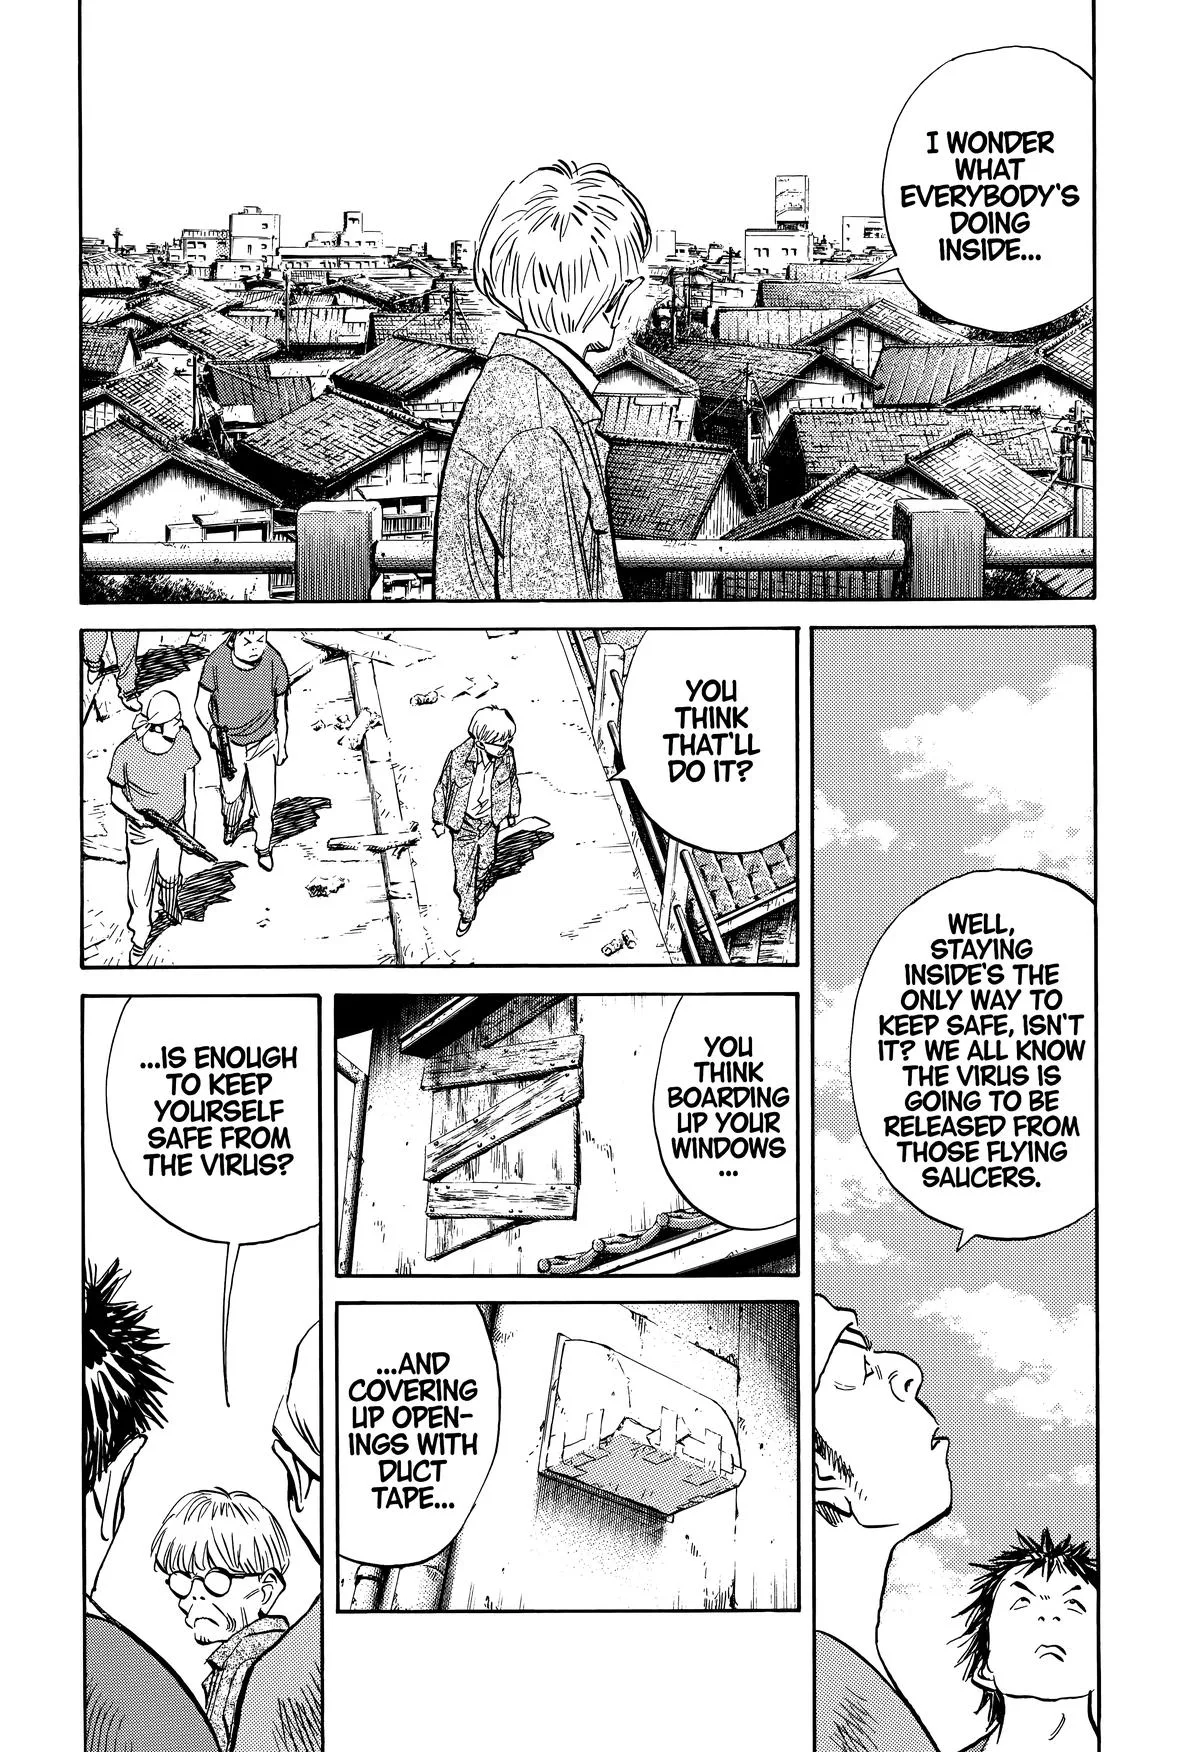 I WONDER
WHAT
EVERYBODY'S
DOING
INSIDE...
WELL,
STAYING
INSIDE'S THE
ONLY WAY TO
KEEP SAFE, ISN'T
IT? WE ALL KNOW
THE VIRUS IS
GOING TO BE
RELEASED FROM
THOSE FLYING
SAUCERS.
YOU
THINK
THAT'LL
DO IT?
YOU
THINK
BOARDING
UP YOUR
WINDOWS
...
...AND
COVERING
UP OPEN-
INGS WITH
DUCT
TAPE...
...IS ENOUGH
TO KEEP
YOURSELF
SAFE FROM
THE VIRUS?